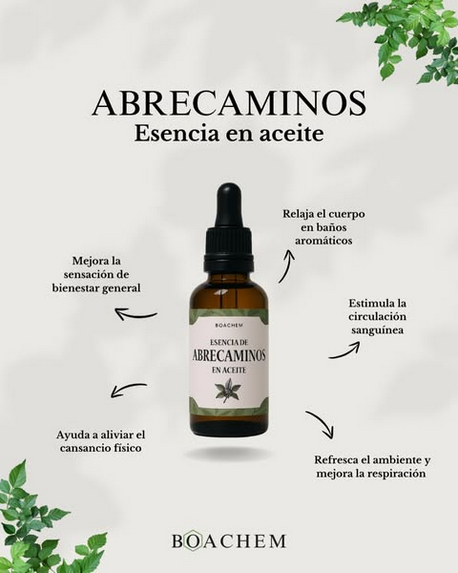 ABRECAMINOS
Esencia en aceite
Relaja el cuerpo
en baños
aromáticos
Mejora la
sensación de
bienestar general
Estimula la
circulación
sanguínea
BOACHEM
ESENCIA DE
ABRECAMINOS
EN ACEITE
Ayuda a aliviar el
cansancio físico
Refresca el ambiente y
mejora la respiración
BOACHEM